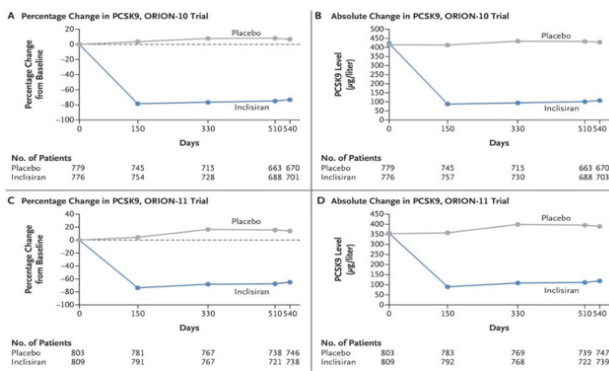 A Percentage Change in PCSK9, ORION-10 Trial
Percentage Change from Baseline
20
0
−20
−40
−60
−80
−100
Placebo
Inclisiran
0 150 330 510 540
Days
No. of Patients
Placebo 779 745 715 663 670
Inclisiran 776 754 728 688 701
B Absolute Change in PCSK9, ORION-10 Trial
PCSK9 Level (μg/liter)
500
450
400
350
300
250
200
150
100
50
0
Placebo
Inclisiran
0 150 330 510 540
Days
No. of Patients
Placebo 779 745 715 663 670
Inclisiran 776 757 730 688 703
C Percentage Change in PCSK9, ORION-11 Trial
Percentage Change from Baseline
40
20
0
−20
−40
−60
−80
−100
Placebo
Inclisiran
0 150 330 510 540
Days
No. of Patients
Placebo 803 781 767 738 746
Inclisiran 809 791 767 721 738
D Absolute Change in PCSK9, ORION-11 Trial
PCSK9 Level (μg/liter)
450
400
350
300
250
200
150
100
50
0
Placebo
Inclisiran
0 150 330 510 540
Days
No. of Patients
Placebo 803 783 769 739 747
Inclisiran 809 792 768 722 739